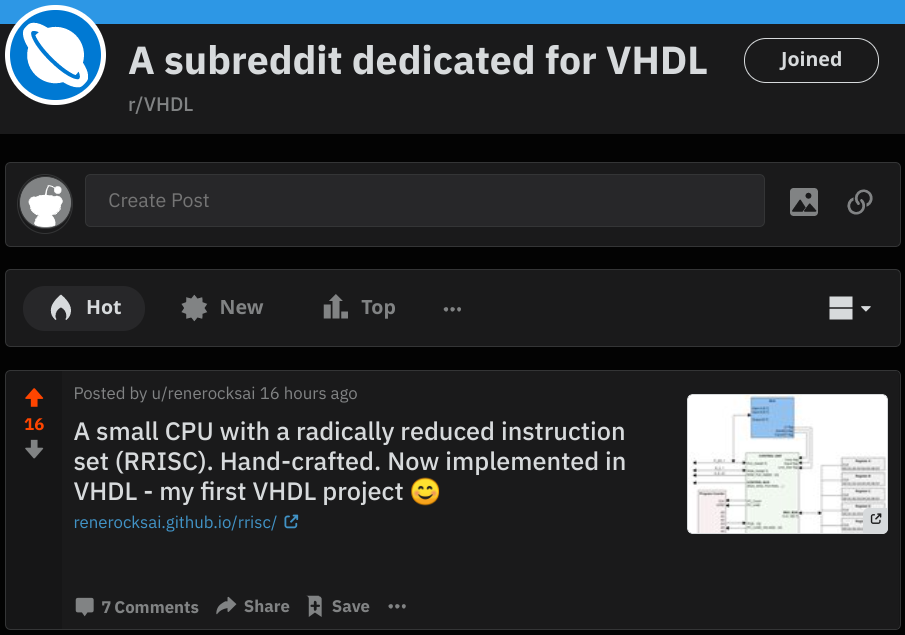 A subreddit dedicated for VHDL
Joined
r/VHDL
Create Post
Hot
New
Top
Posted by u/renerocksai 16 hours ago
16
A small CPU with a radically reduced instruction
set (RRISC). Hand-crafted. Now implemented in
VHDL - my first VHDL project 😊
renerocksai.github.io/rrisc/
7 Comments
Share
Save